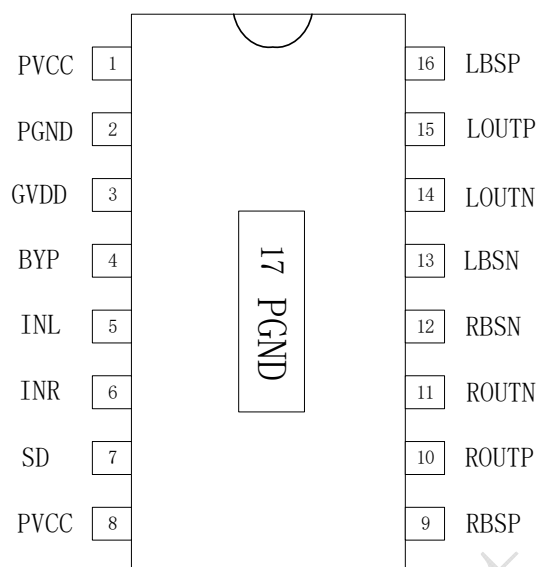 PVCC 1 16 LBSP
PGND 2 15 LOUTP
GVDD 3 14 LOUTN
BYP 4 13 LBSN
INL 5 12 RBSN
INR 6 11 ROUTN
SD 7 10 ROUTP
PVCC 8 9 RBSP
17 PGND